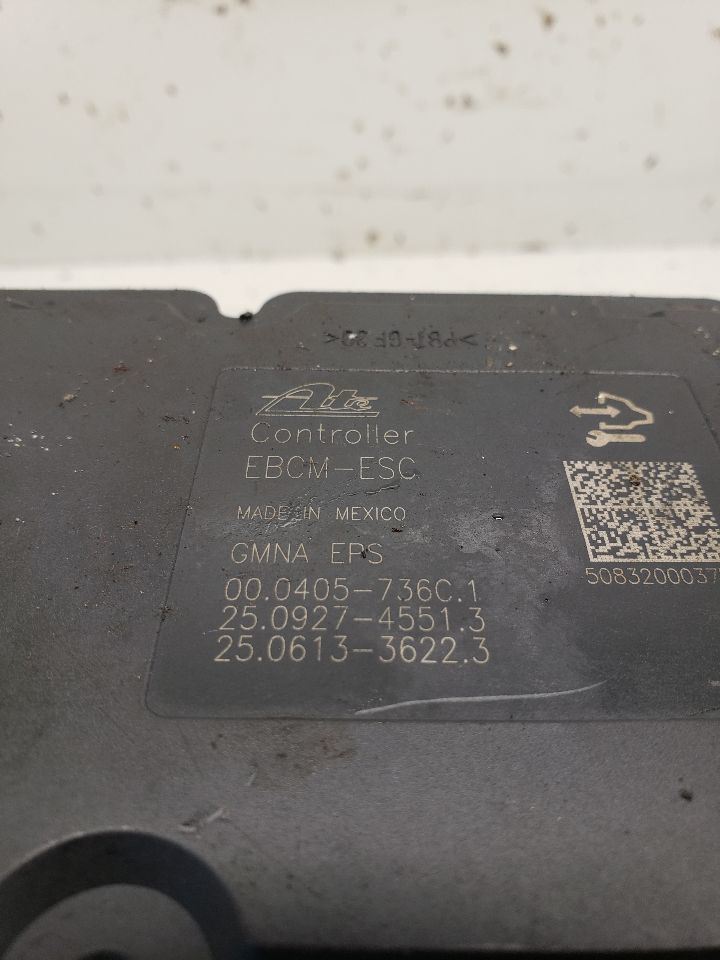 Ate
Controller
EBCM-ESC
MADE IN MEXICO
GMNA EPS
00.0405-736C.1
25.0927-4551.3
25.0613-3622.3
5083200037